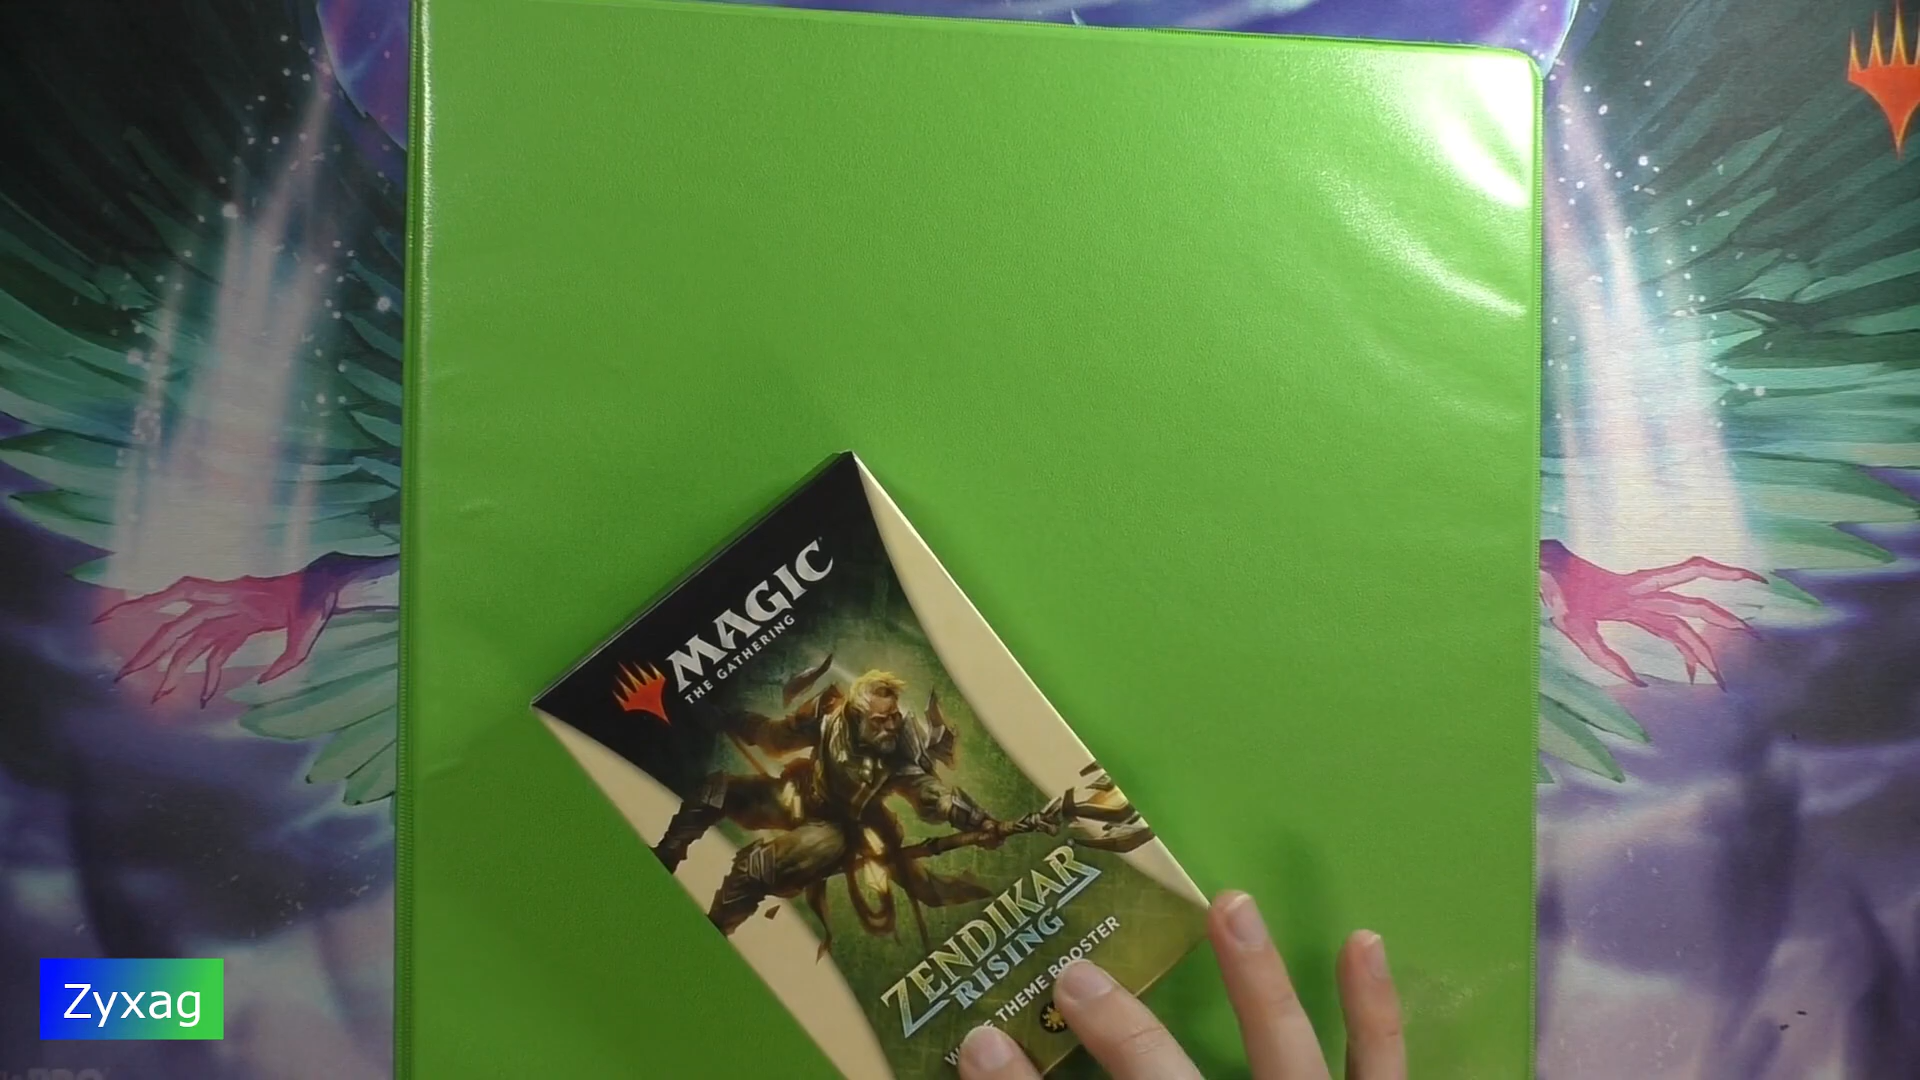 MAGIC
THE GATHERING
ZENDIKAR
RISING
THEME BOOSTER
Zyxag